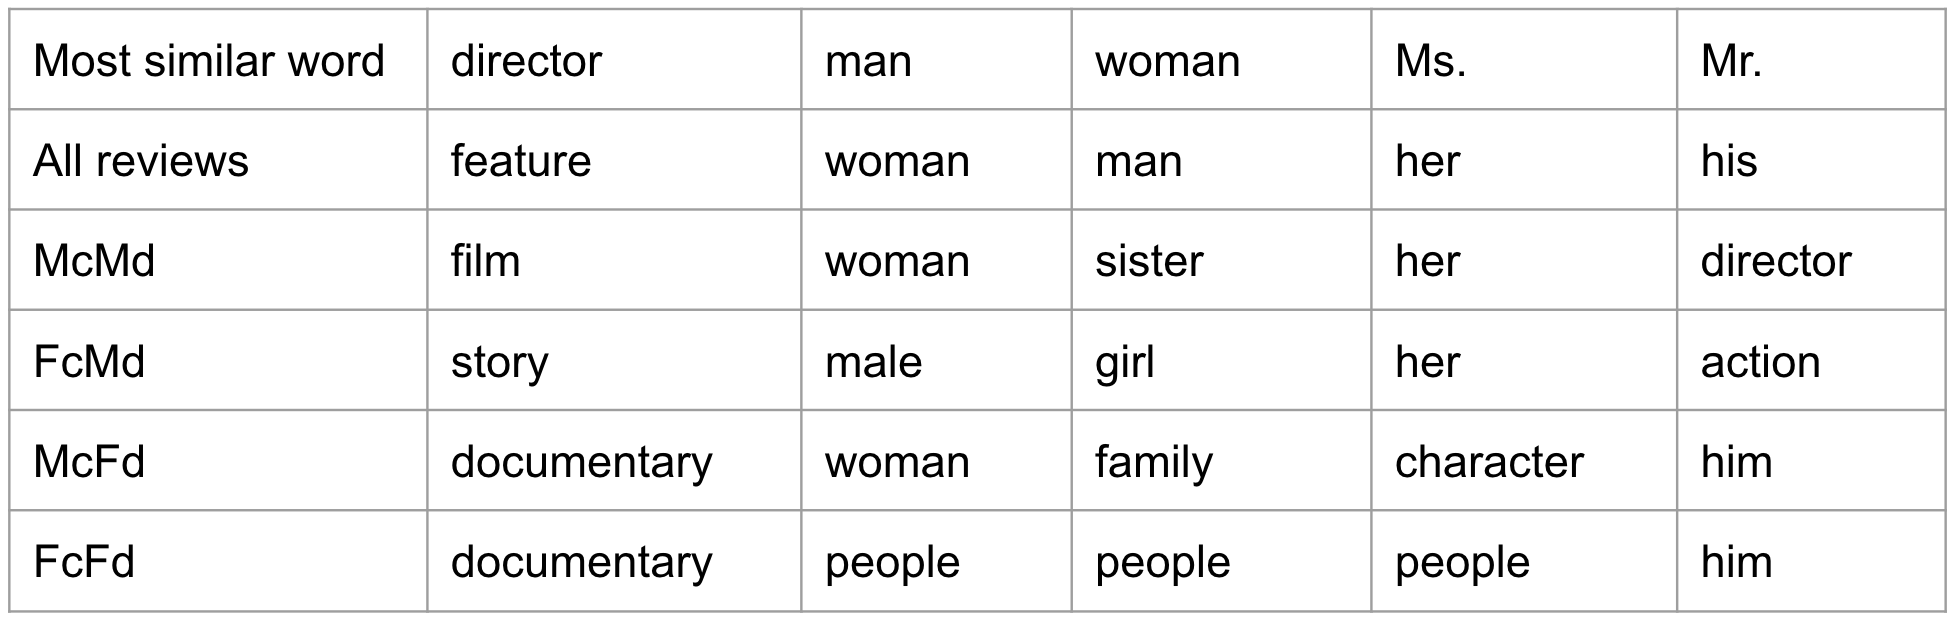 Most similar word director man woman Ms. Mr.
All reviews feature woman man her his
McMd film woman sister her director
FcMd story male girl her action
McFd documentary woman family character him
FcFd documentary people people people him